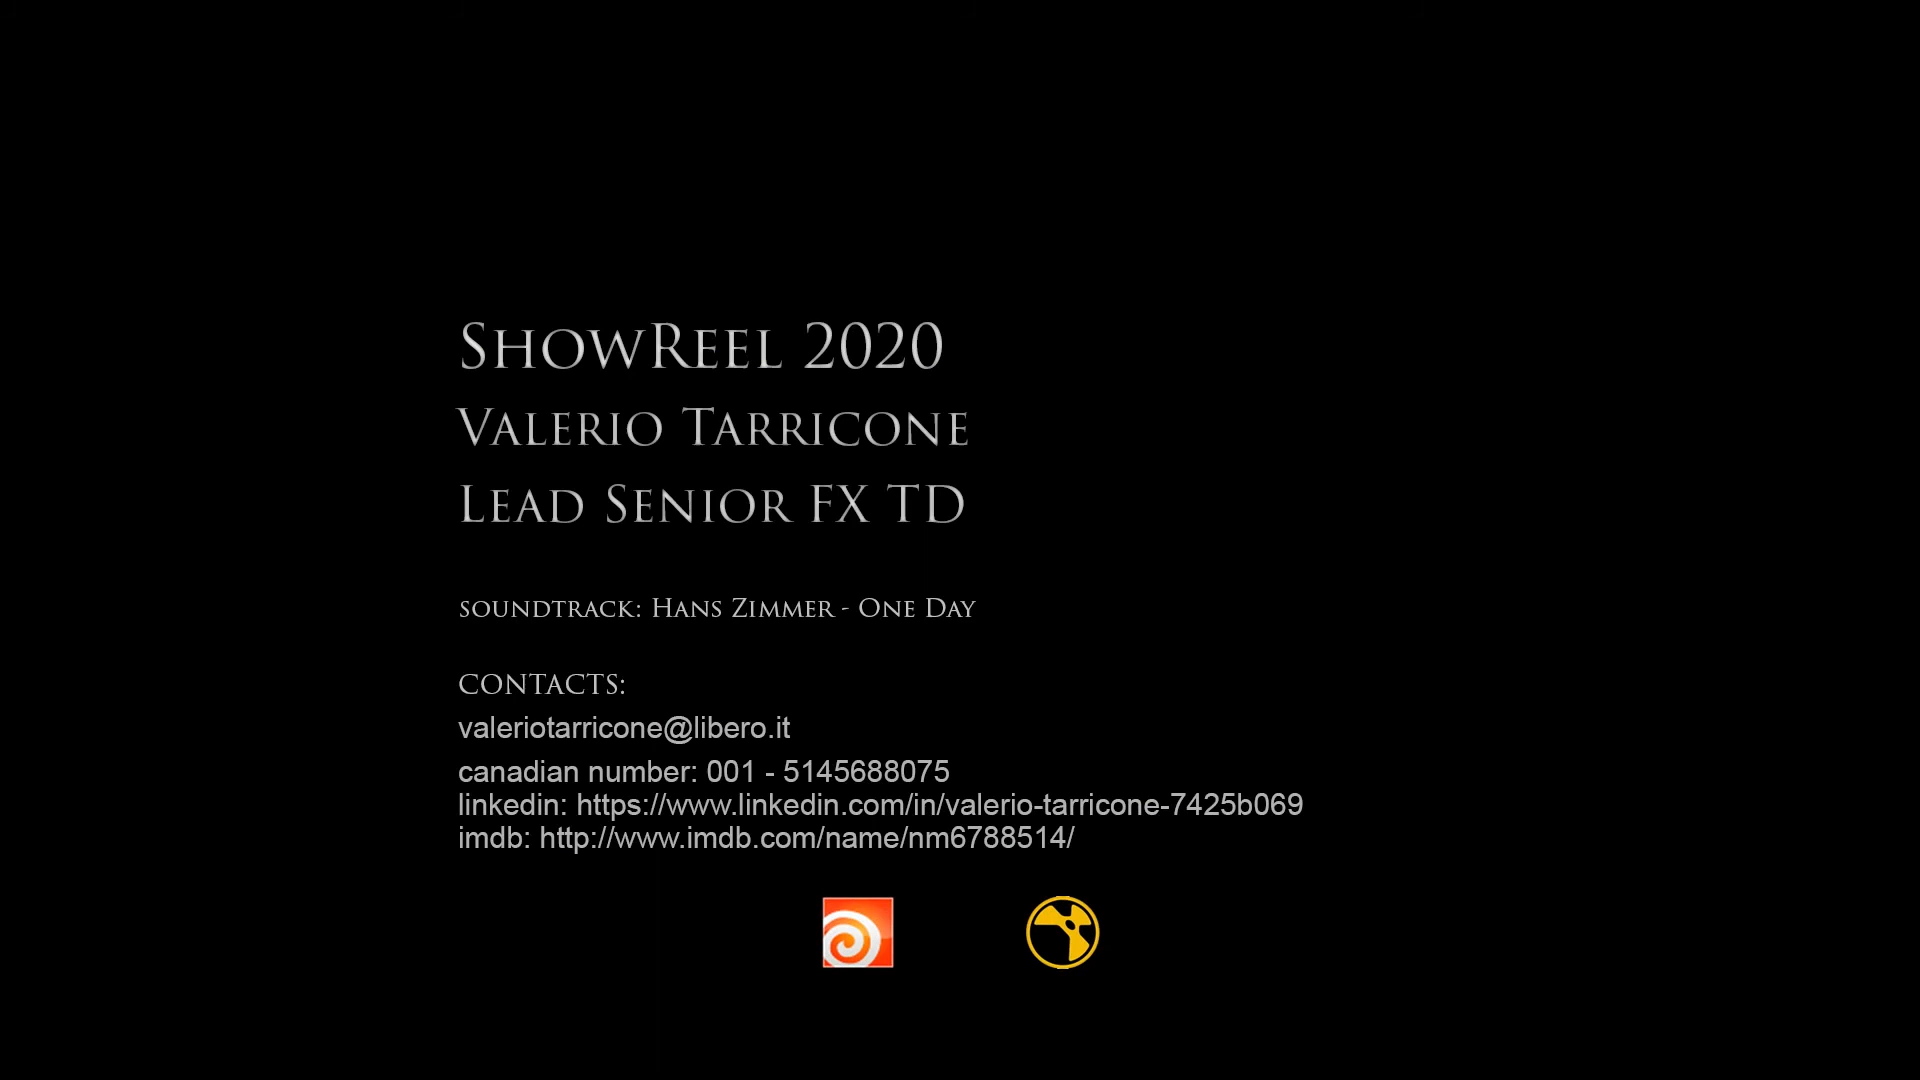 ShowReel 2020
Valerio Tarricone
Lead Senior FX TD
soundtrack: Hans Zimmer - One Day
CONTACTS:
valeriotarricone@libero.it
canadian number: 001 - 5145688075
linkedin: https://www.linkedin.com/in/valerio-tarricone-7425b069
imdb: http://www.imdb.com/name/nm6788514/